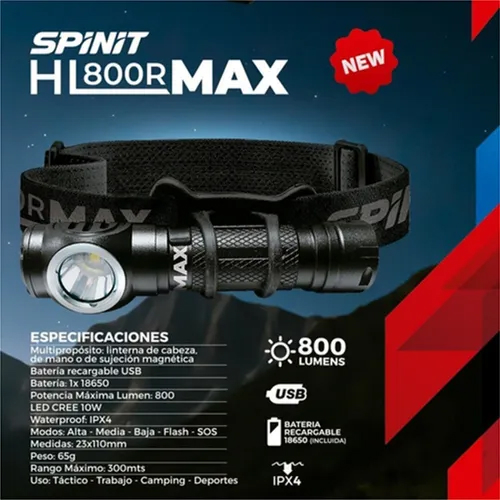 SPINIT
HL800RMAX
NEW
00RMAX
SPINIT
MAX
ESPECIFICACIONES
Multipropósito: linterna de cabeza,
de mano o de sujeción magnética
Batería recargable USB
Batería: 1x 18650
Potencia Máxima Lumen: 800
LED CREE 10W
Waterproof: IPX4
Modos: Alta - Media - Baja - Flash - SOS
Medidas: 23x110mm
Peso: 65g
Rango Máximo: 300mts
Uso: Táctico - Trabajo - Camping - Deportes
800
LUMENS
USB
BATERIA
RECARGABLE
18650 (INCLUIDA)
IPX4